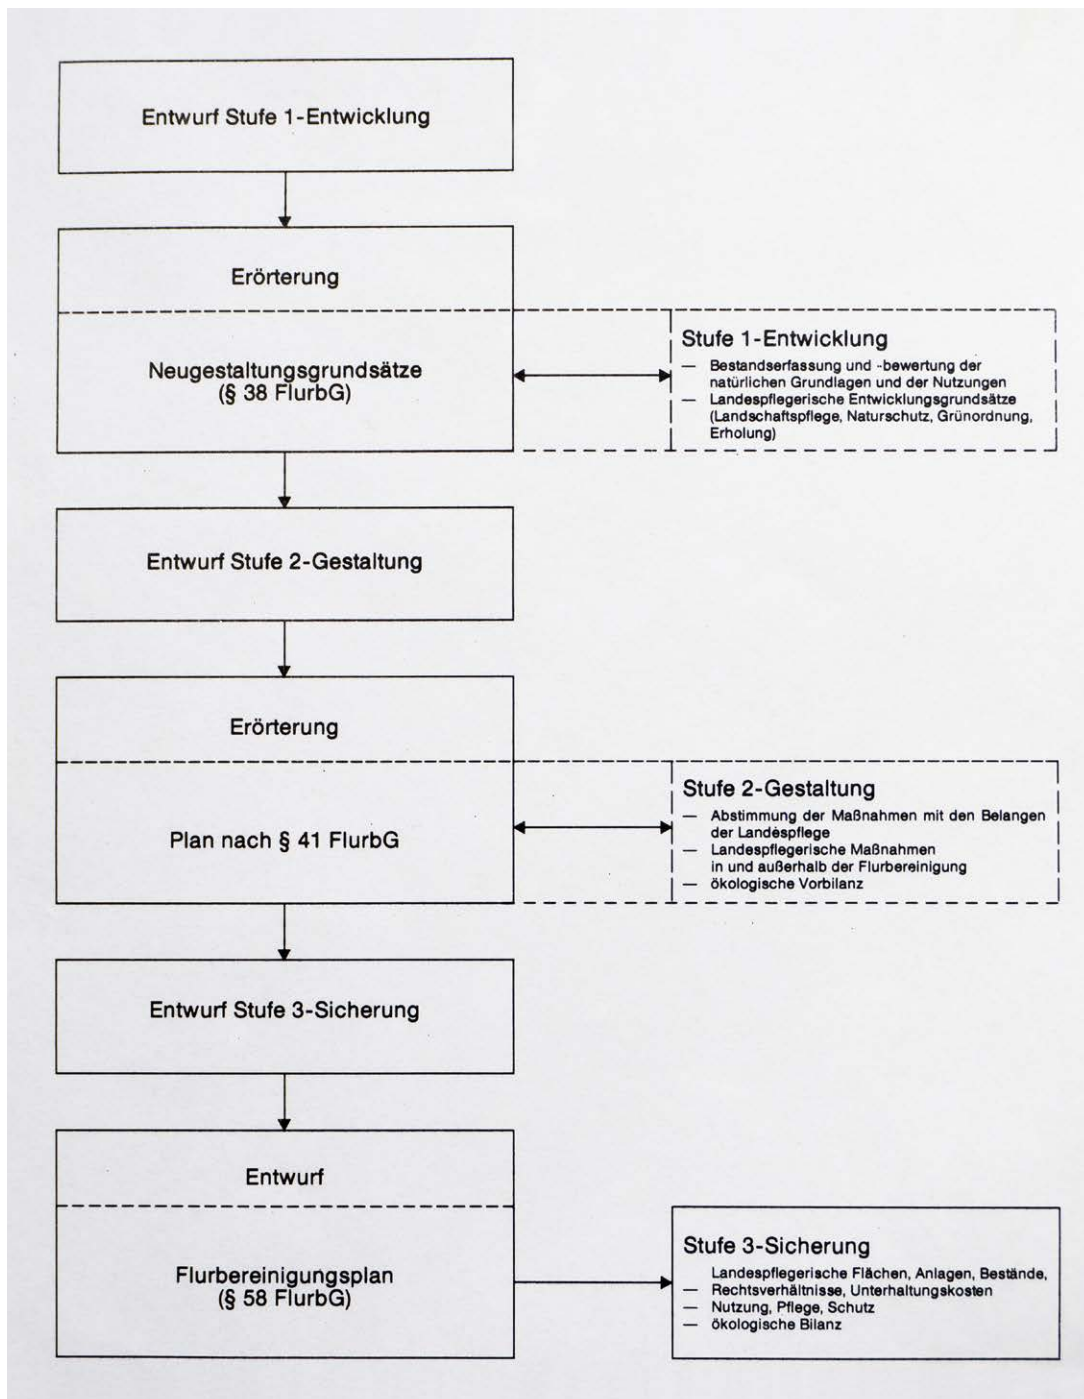 Entwurf Stufe 1-Entwicklung
Erörterung
Neugestaltungsgrundsätze
(§ 38 FlurbG)
Stufe 1-Entwicklung
— Bestandserfassung und -bewertung der
natürlichen Grundlagen und der Nutzungen
— Landespflegerische Entwicklungsgrundsätze
(Landschaftspflege, Naturschutz, Grünordnung,
Erholung)
Entwurf Stufe 2-Gestaltung
Erörterung
Plan nach § 41 FlurbG
Stufe 2-Gestaltung
— Abstimmung der Maßnahmen mit den Belangen
der Landespflege
— Landespflegerische Maßnahmen
in und außerhalb der Flurbereinigung
— ökologische Vorbilanz
Entwurf Stufe 3-Sicherung
Entwurf
Flurbereinigungsplan
(§ 58 FlurbG)
Stufe 3-Sicherung
Landespflegerische Flächen, Anlagen, Bestände,
— Rechtsverhältnisse, Unterhaltungskosten
— Nutzung, Pflege, Schutz
— ökologische Bilanz